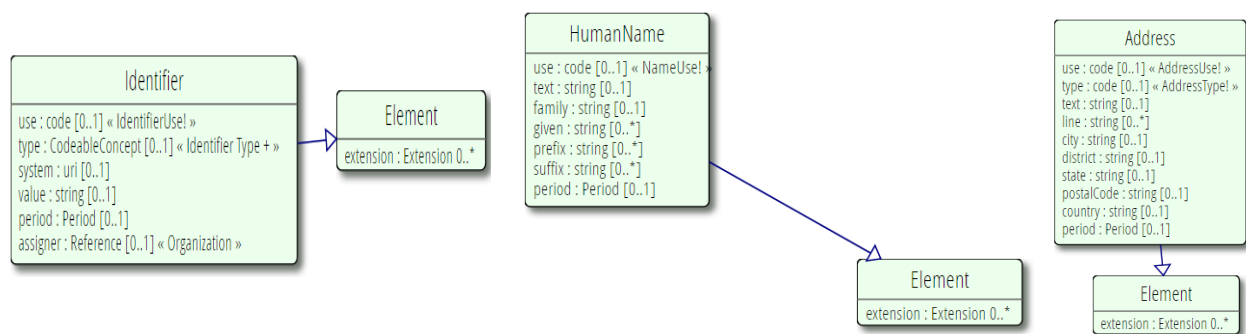 Identifier
use : code [0..1] « IdentifierUse! »
type : CodeableConcept [0..1] « Identifier Type + »
system : uri [0..1]
value : string [0..1]
period : Period [0..1]
assigner : Reference [0..1] « Organization »
Element
extension : Extension 0..*
HumanName
use : code [0..1] « NameUse! »
text : string [0..1]
family : string [0..1]
given : string [0..*]
prefix : string [0..*]
suffix : string [0..*]
period : Period [0..1]
Element
extension : Extension 0..*
Address
use : code [0..1] « AddressUse! »
type : code [0..1] « AddressType! »
text : string [0..1]
line : string [0..*]
city : string [0..1]
district : string [0..1]
state : string [0..1]
postalCode : string [0..1]
country : string [0..1]
period : Period [0..1]
Element
extension : Extension 0..*